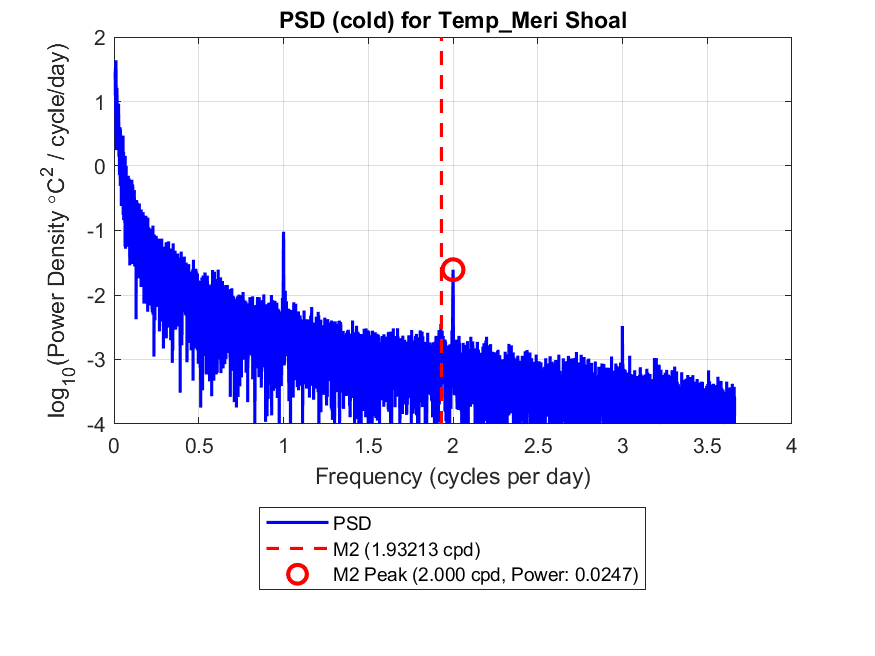 PSD (cold) for Temp_Meri Shoal
log10(Power Density °C2 / cycle/day)
2
1
0
-1
-2
-3
-4
0 0.5 1 1.5 2 2.5 3 3.5 4
Frequency (cycles per day)
PSD
M2 (1.93213 cpd)
M2 Peak (2.000 cpd, Power: 0.0247)